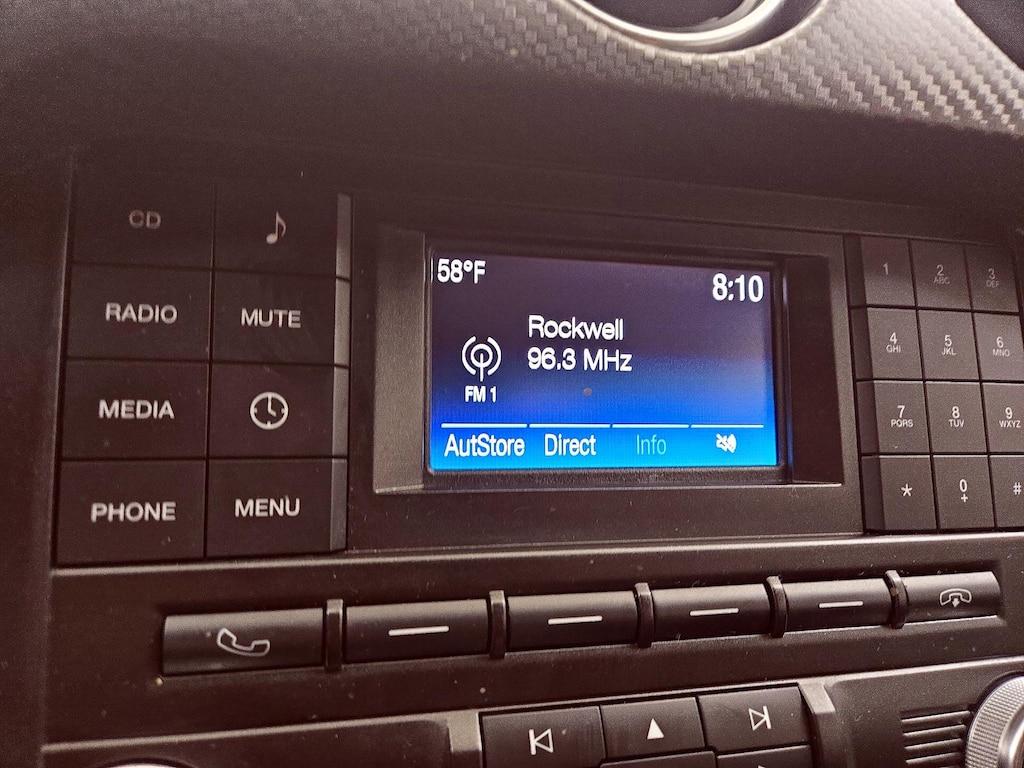 CD
RADIO
MUTE
MEDIA
PHONE
MENU
58°F
8:10
Rockwell
96.3 MHz
FM 1
AutStore Direct Info
1
2
ABC
3
DEF
4
GHI
5
JKL
6
MNO
7
PQRS
8
TUV
9
WXYZ
*
0
+
#